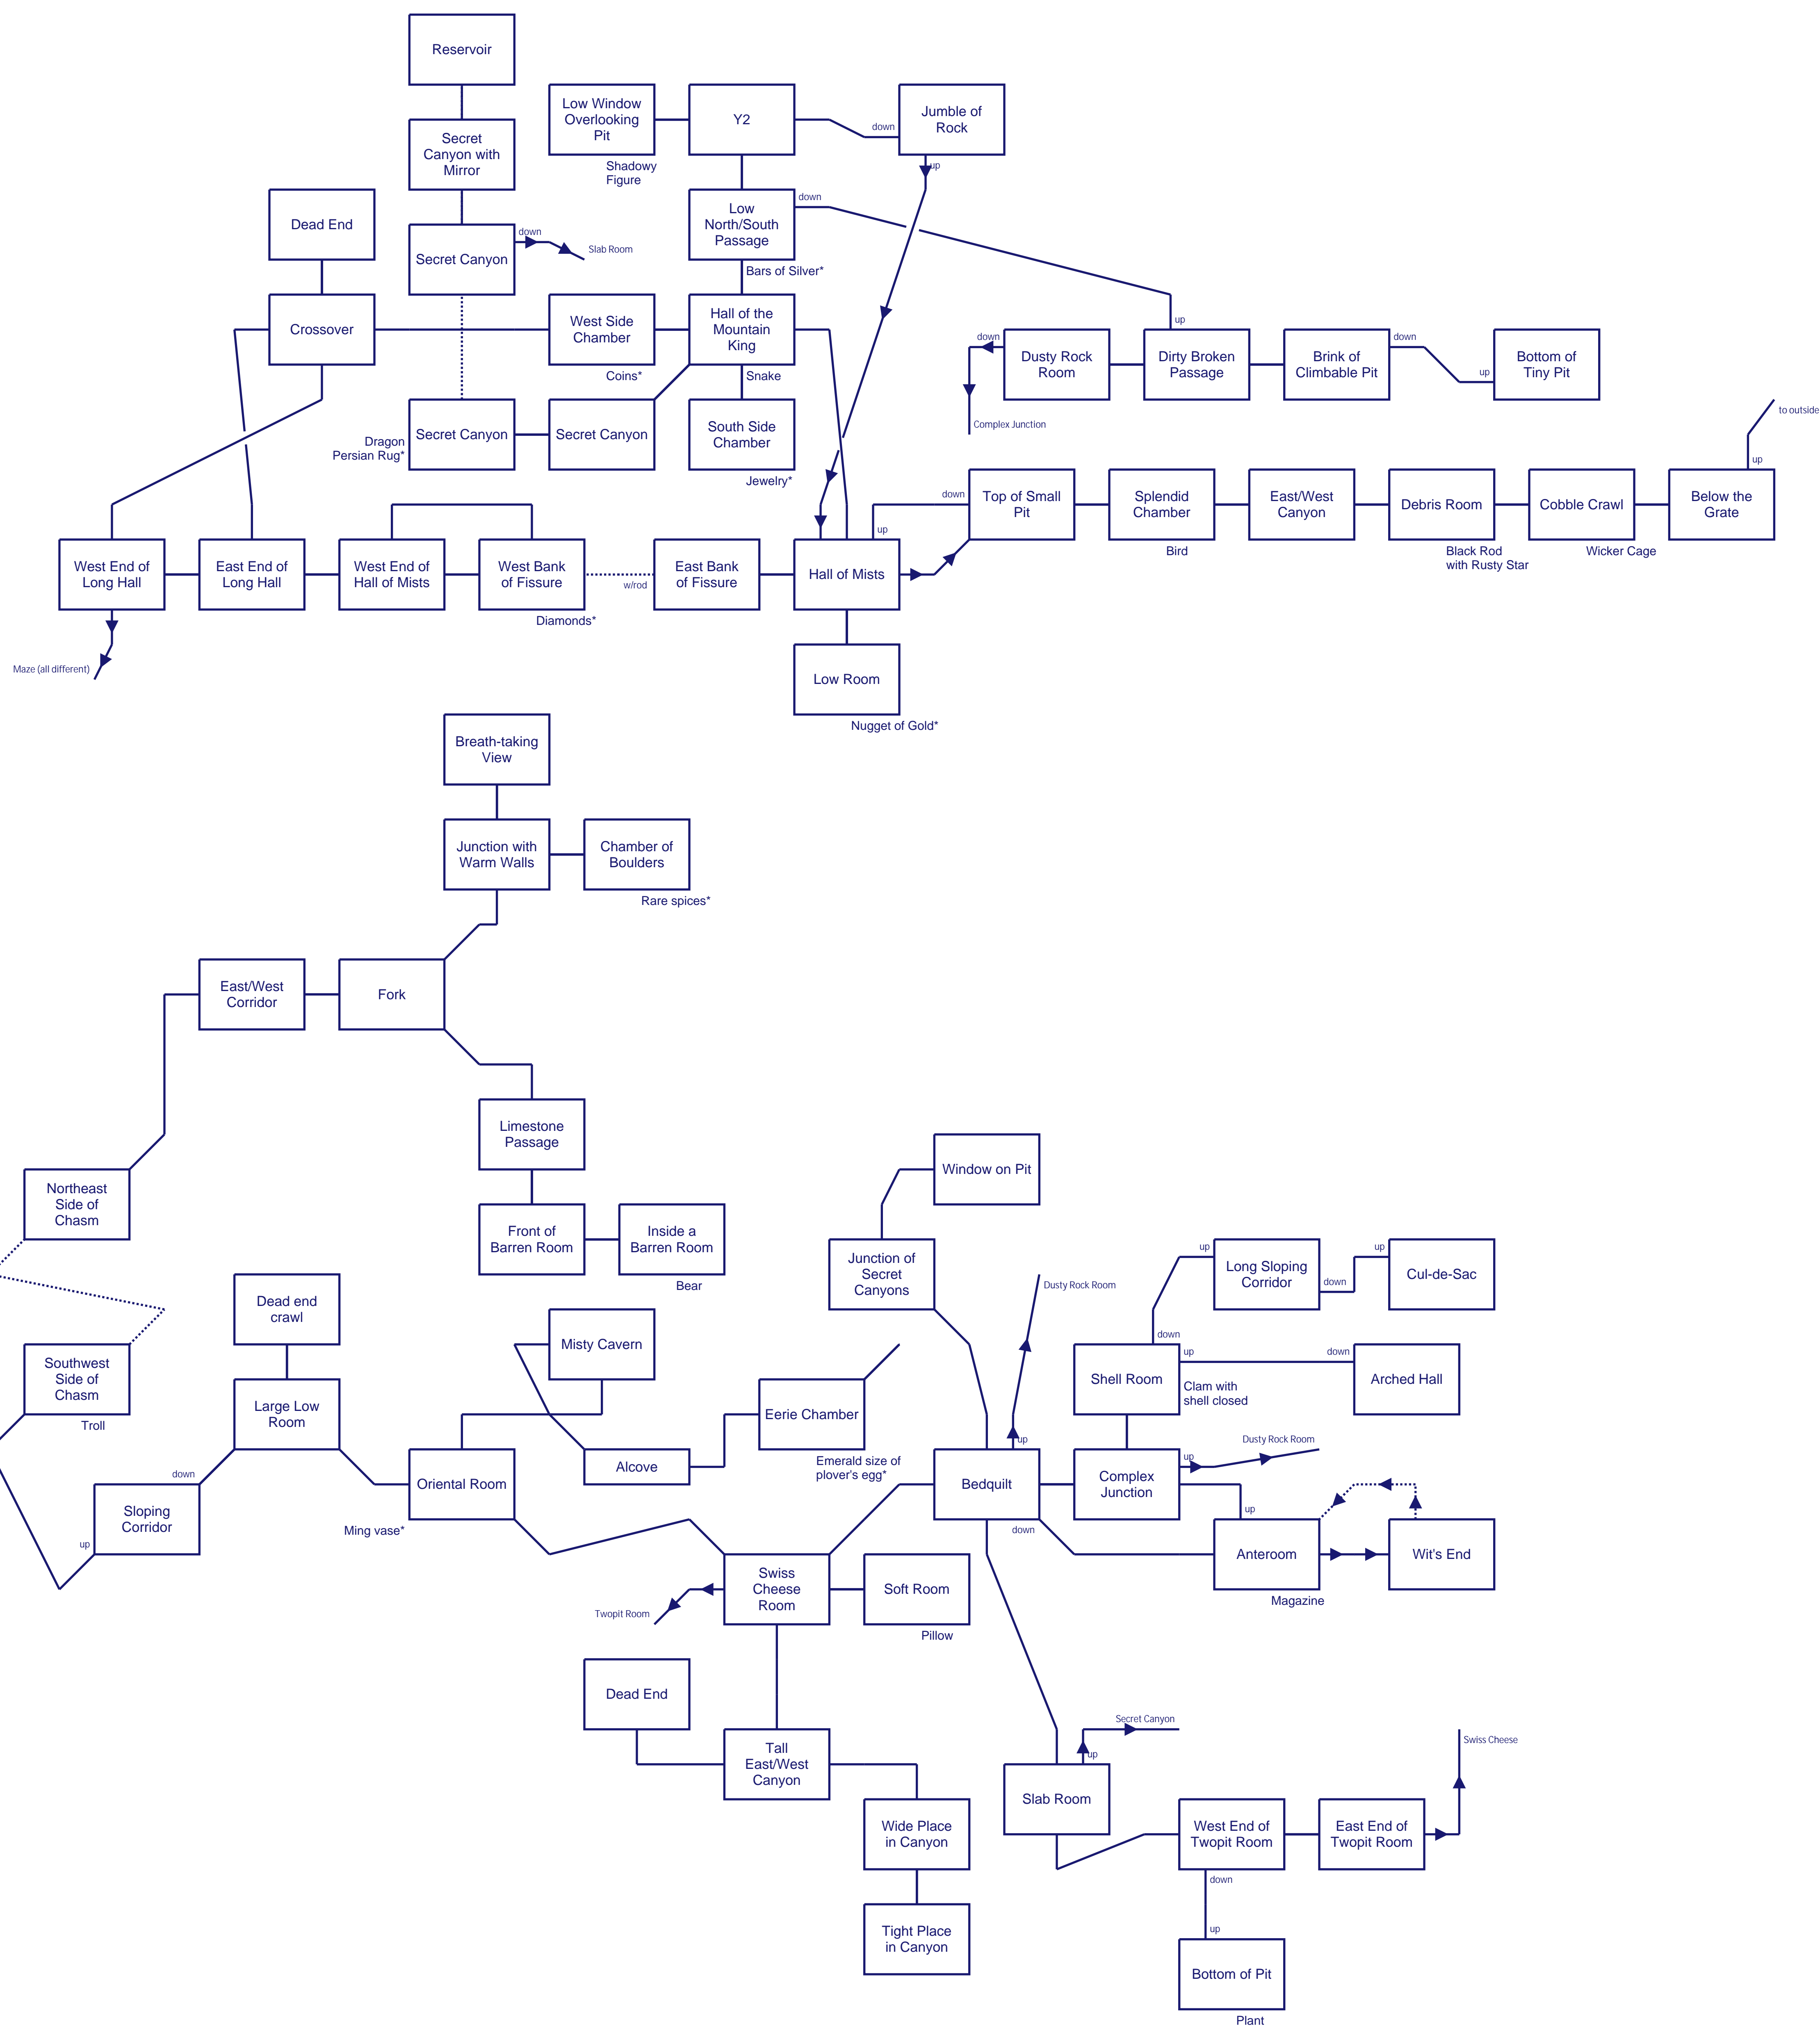 Reservoir
Low Window
Overlooking
Pit
Y2
Jumble of
Rock
down
Secret
Canyon with
Mirror
Shadowy
Figure
up
Dead End
Low
North/South
Passage
down
Secret Canyon
down
Slab Room
Bars of Silver*
Crossover
West Side
Chamber
Hall of the
Mountain
King
up
down
Dusty Rock
Room
Dirty Broken
Passage
Brink of
Climbable Pit
down
up
Bottom of
Tiny Pit
Coins*
Snake
to outside
Complex Junction
Dragon
Persian Rug*
Secret Canyon
Secret Canyon
South Side
Chamber
Jewelry*
up
down
Top of Small
Pit
Splendid
Chamber
East/West
Canyon
Debris Room
Cobble Crawl
Below the
Grate
up
Bird
Black Rod
with Rusty Star
Wicker Cage
West End of
Long Hall
East End of
Long Hall
West End of
Hall of Mists
West Bank
of Fissure
w/rod
East Bank
of Fissure
Hall of Mists
Diamonds*
Maze (all different)
Low Room
Nugget of Gold*
Breath-taking
View
Junction with
Warm Walls
Chamber of
Boulders
Rare spices*
East/West
Corridor
Fork
Limestone
Passage
Window on Pit
Northeast
Side of
Chasm
Front of
Barren Room
Inside a
Barren Room
Bear
Junction of
Secret
Canyons
Dusty Rock Room
up
Long Sloping
Corridor
down
up
Cul-de-Sac
Dead end
crawl
Misty Cavern
down
Southwest
Side of
Chasm
Troll
Large Low
Room
Eerie Chamber
Emerald size of
plover's egg*
Shell Room
up
down
Arched Hall
Clam with
shell closed
down
Sloping
Corridor
up
Oriental Room
Ming vase*
Alcove
up
Bedquilt
down
Complex
Junction
up
Dusty Rock Room
up
Anteroom
Wit's End
Magazine
Swiss
Cheese
Room
Soft Room
Pillow
Twopit Room
Dead End
Tall
East/West
Canyon
Secret Canyon
up
Slab Room
Swiss Cheese
Wide Place
in Canyon
West End of
Twopit Room
East End of
Twopit Room
down
Tight Place
in Canyon
up
Bottom of Pit
Plant